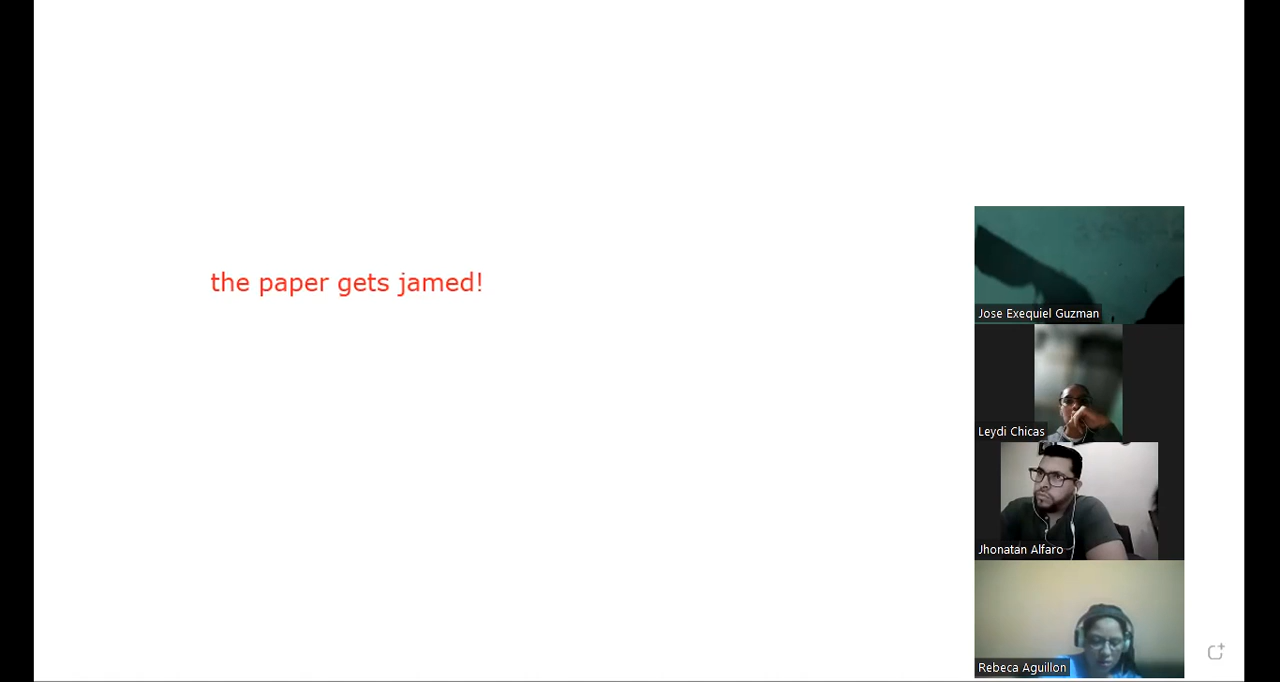 the paper gets jamed!
Jose Exequiel Guzman
Leydi Chicas
Jhonatan Alfaro
Rebeca Aguillon